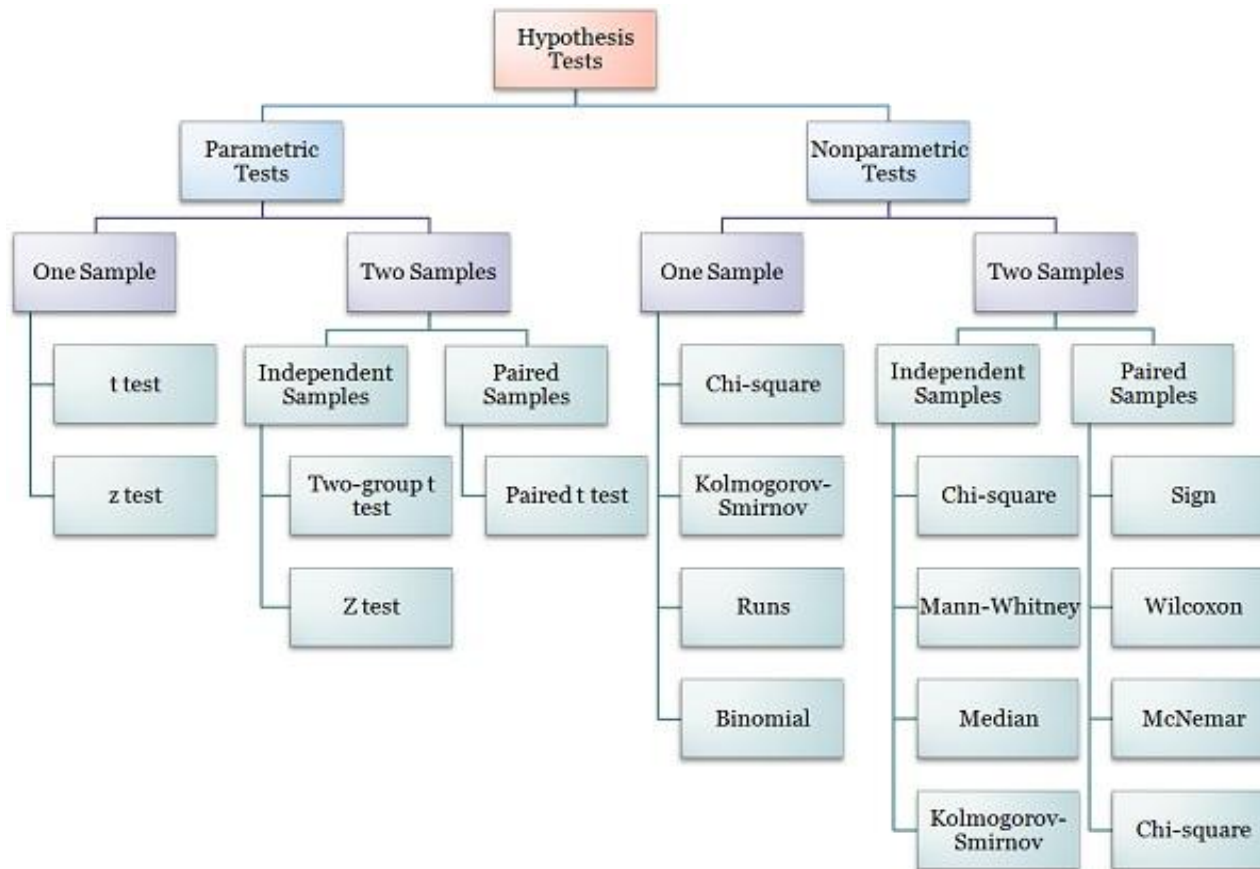 Hypothesis
Tests
Parametric
Tests
Nonparametric
Tests
One Sample
Two Samples
One Sample
Two Samples
t test
z test
Independent
Samples
Paired
Samples
Two-group t
test
Z test
Paired t test
Chi-square
Kolmogorov-
Smirnov
Runs
Binomial
Independent
Samples
Paired
Samples
Chi-square
Mann-Whitney
Median
Kolmogorov-
Smirnov
Sign
Wilcoxon
McNemar
Chi-square